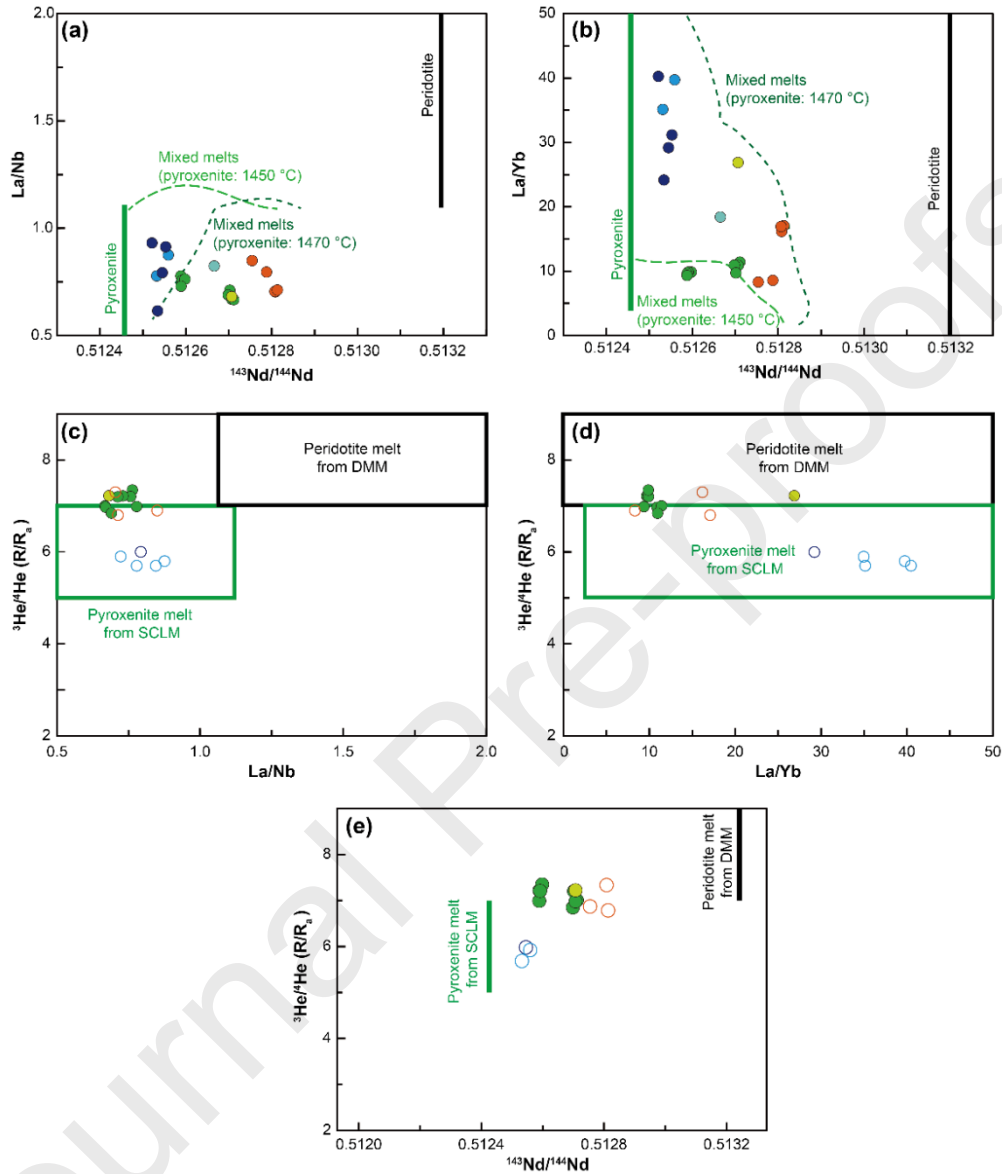 (a)
2.0
1.5
1.0
0.5
La/Nb
Peridotite
Mixed melts
(pyroxenite: 1450 °C)
Mixed melts
(pyroxenite: 1470 °C)
Pyroxenite
0.5124 0.5126 0.5128 0.5130 0.5132
¹⁴³Nd/¹⁴⁴Nd
(b)
50
40
30
20
10
0
La/Yb
Mixed melts
(pyroxenite: 1470 °C)
Pyroxenite
Peridotite
Mixed melts
(pyroxenite: 1450 °C)
0.5124 0.5126 0.5128 0.5130 0.5132
¹⁴³Nd/¹⁴⁴Nd
(c)
8
6
4
2
³He/⁴He (R/Rₐ)
Peridotite melt
from DMM
Pyroxenite melt
from SCLM
0.5 1.0 1.5 2.0
La/Nb
(d)
8
6
4
2
³He/⁴He (R/Rₐ)
Peridotite melt
from DMM
Pyroxenite melt
from SCLM
0 10 20 30 40 50
La/Yb
(e)
8
6
4
2
³He/⁴He (R/Rₐ)
Pyroxenite melt
from SCLM
Peridotite melt
from DMM
0.5120 0.5124 0.5128 0.5132
¹⁴³Nd/¹⁴⁴Nd
Journal Pre-proofs